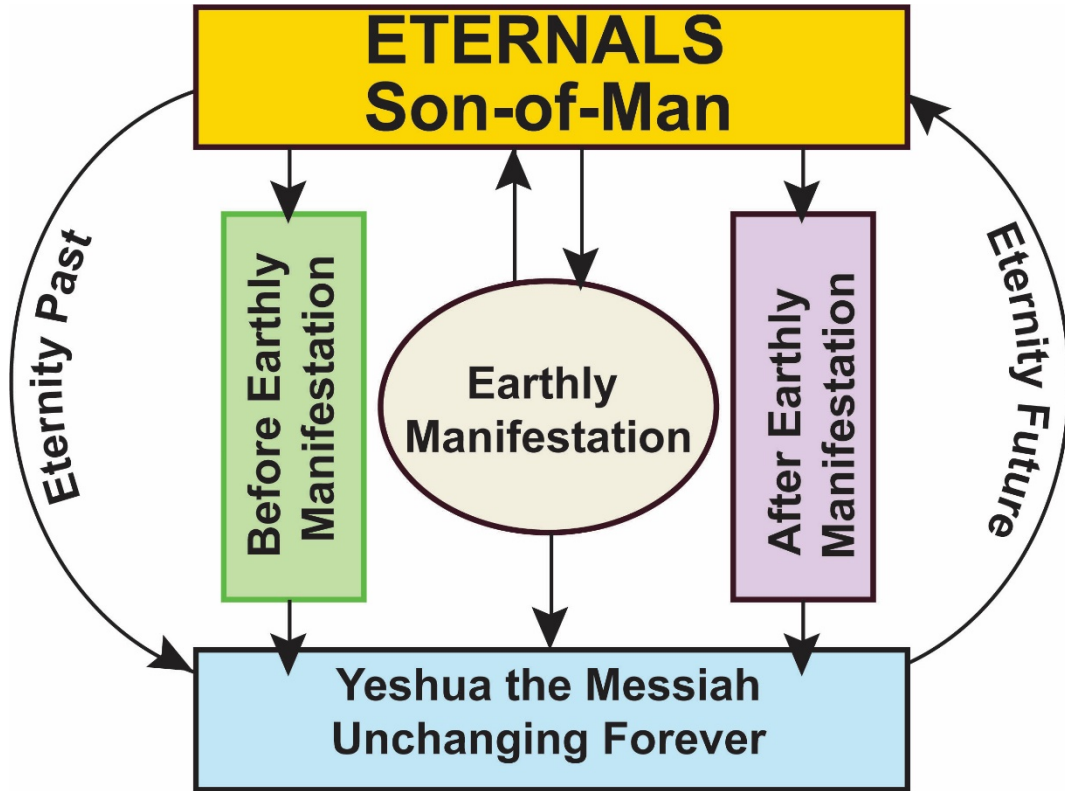 ETERNALS
Son-of-Man
Eternity Past
Before Earthly
Manifestation
Earthly
Manifestation
After Earthly
Manifestation
Eternity Future
Yeshua the Messiah
Unchanging Forever